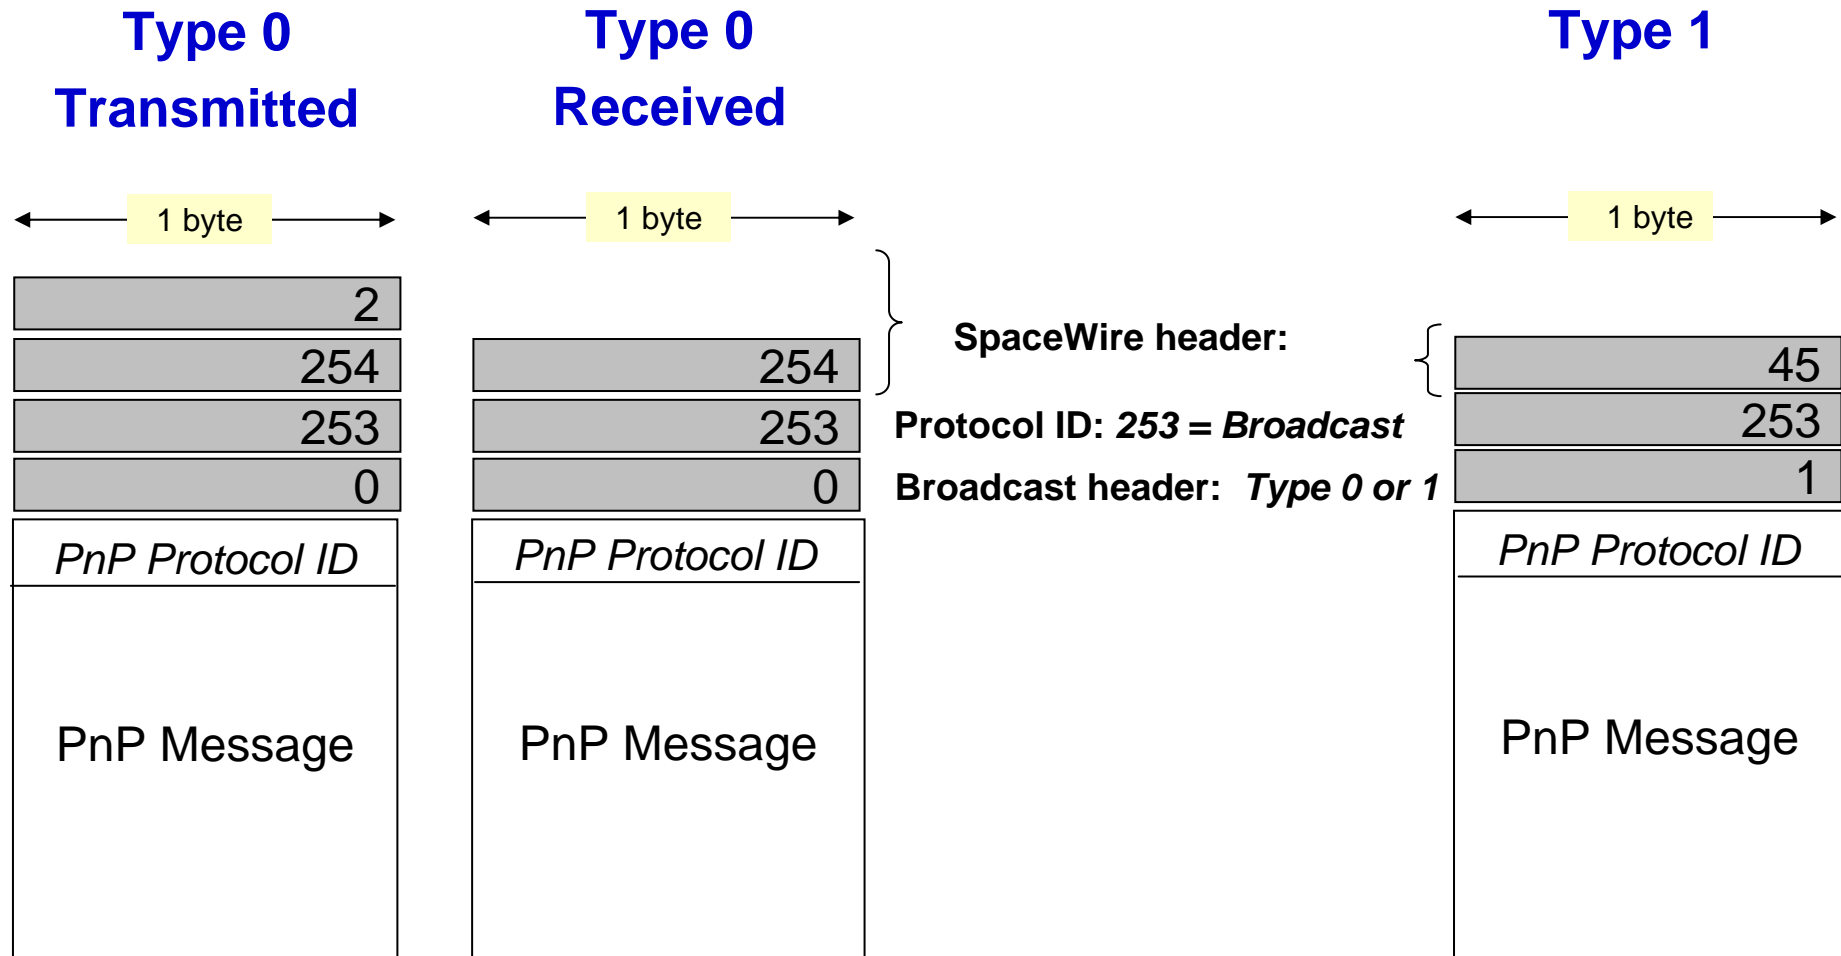 Type 0
Transmitted
Type 0
Received
Type 1
1 byte
1 byte
1 byte
2
254
253
0
PnP Protocol ID
PnP Message
254
253
0
PnP Protocol ID
PnP Message
SpaceWire header:
Protocol ID: 253 = Broadcast
Broadcast header: Type 0 or 1
45
253
1
PnP Protocol ID
PnP Message